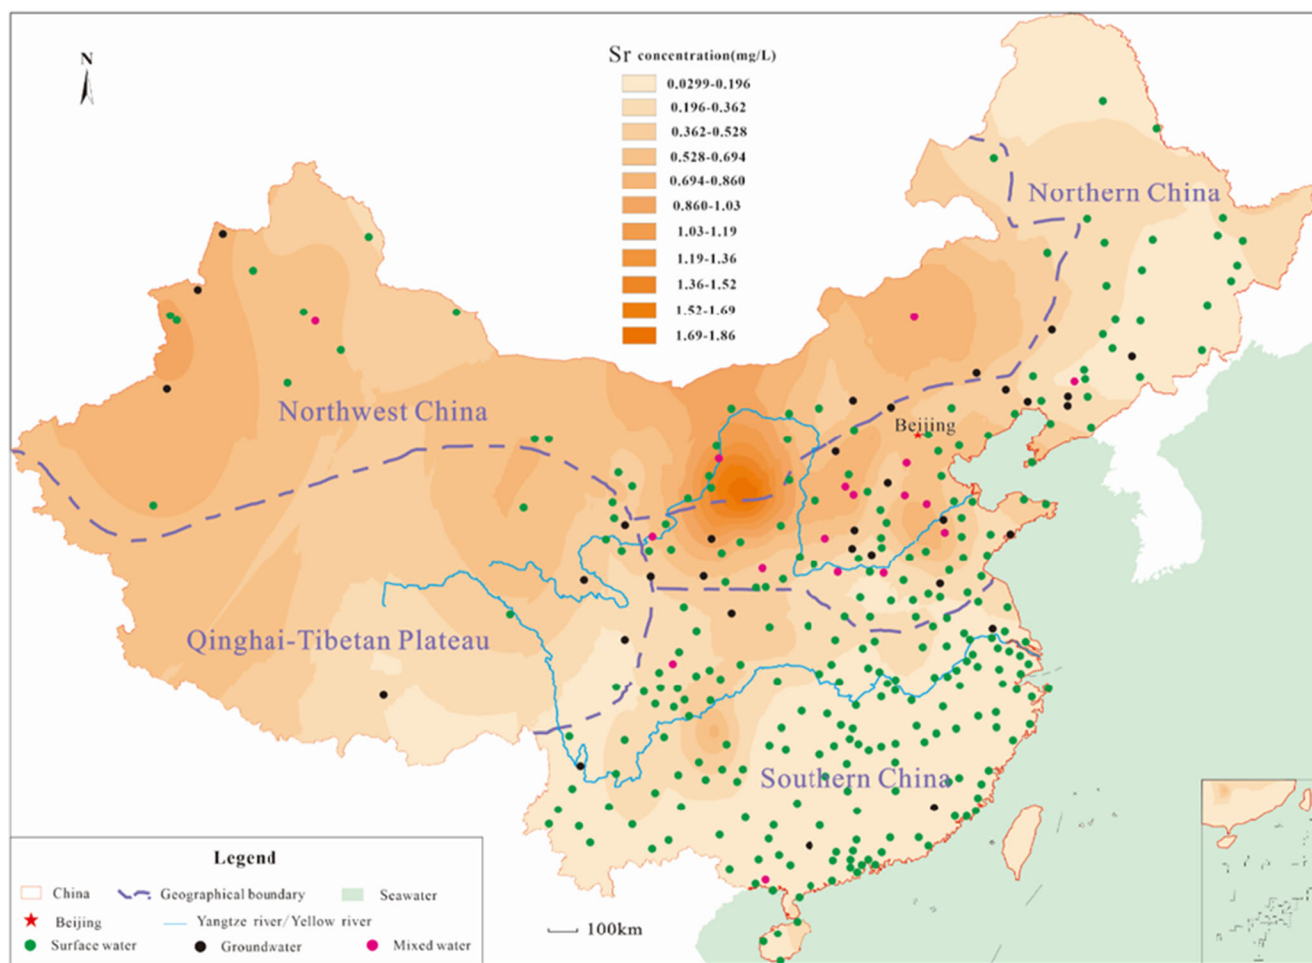 N
Sr concentration(mg/L)
0.0299-0.196
0.196-0.362
0.362-0.528
0.528-0.694
0.694-0.860
0.860-1.03
1.03-1.19
1.19-1.36
1.36-1.52
1.52-1.69
1.69-1.86
Northern China
Northwest China
Beijing
Qinghai-Tibetan Plateau
Southern China
Legend
China
Geographical boundary
Seawater
Beijing
Yangtze river/Yellow river
Surface water
Groundwater
Mixed water
100km